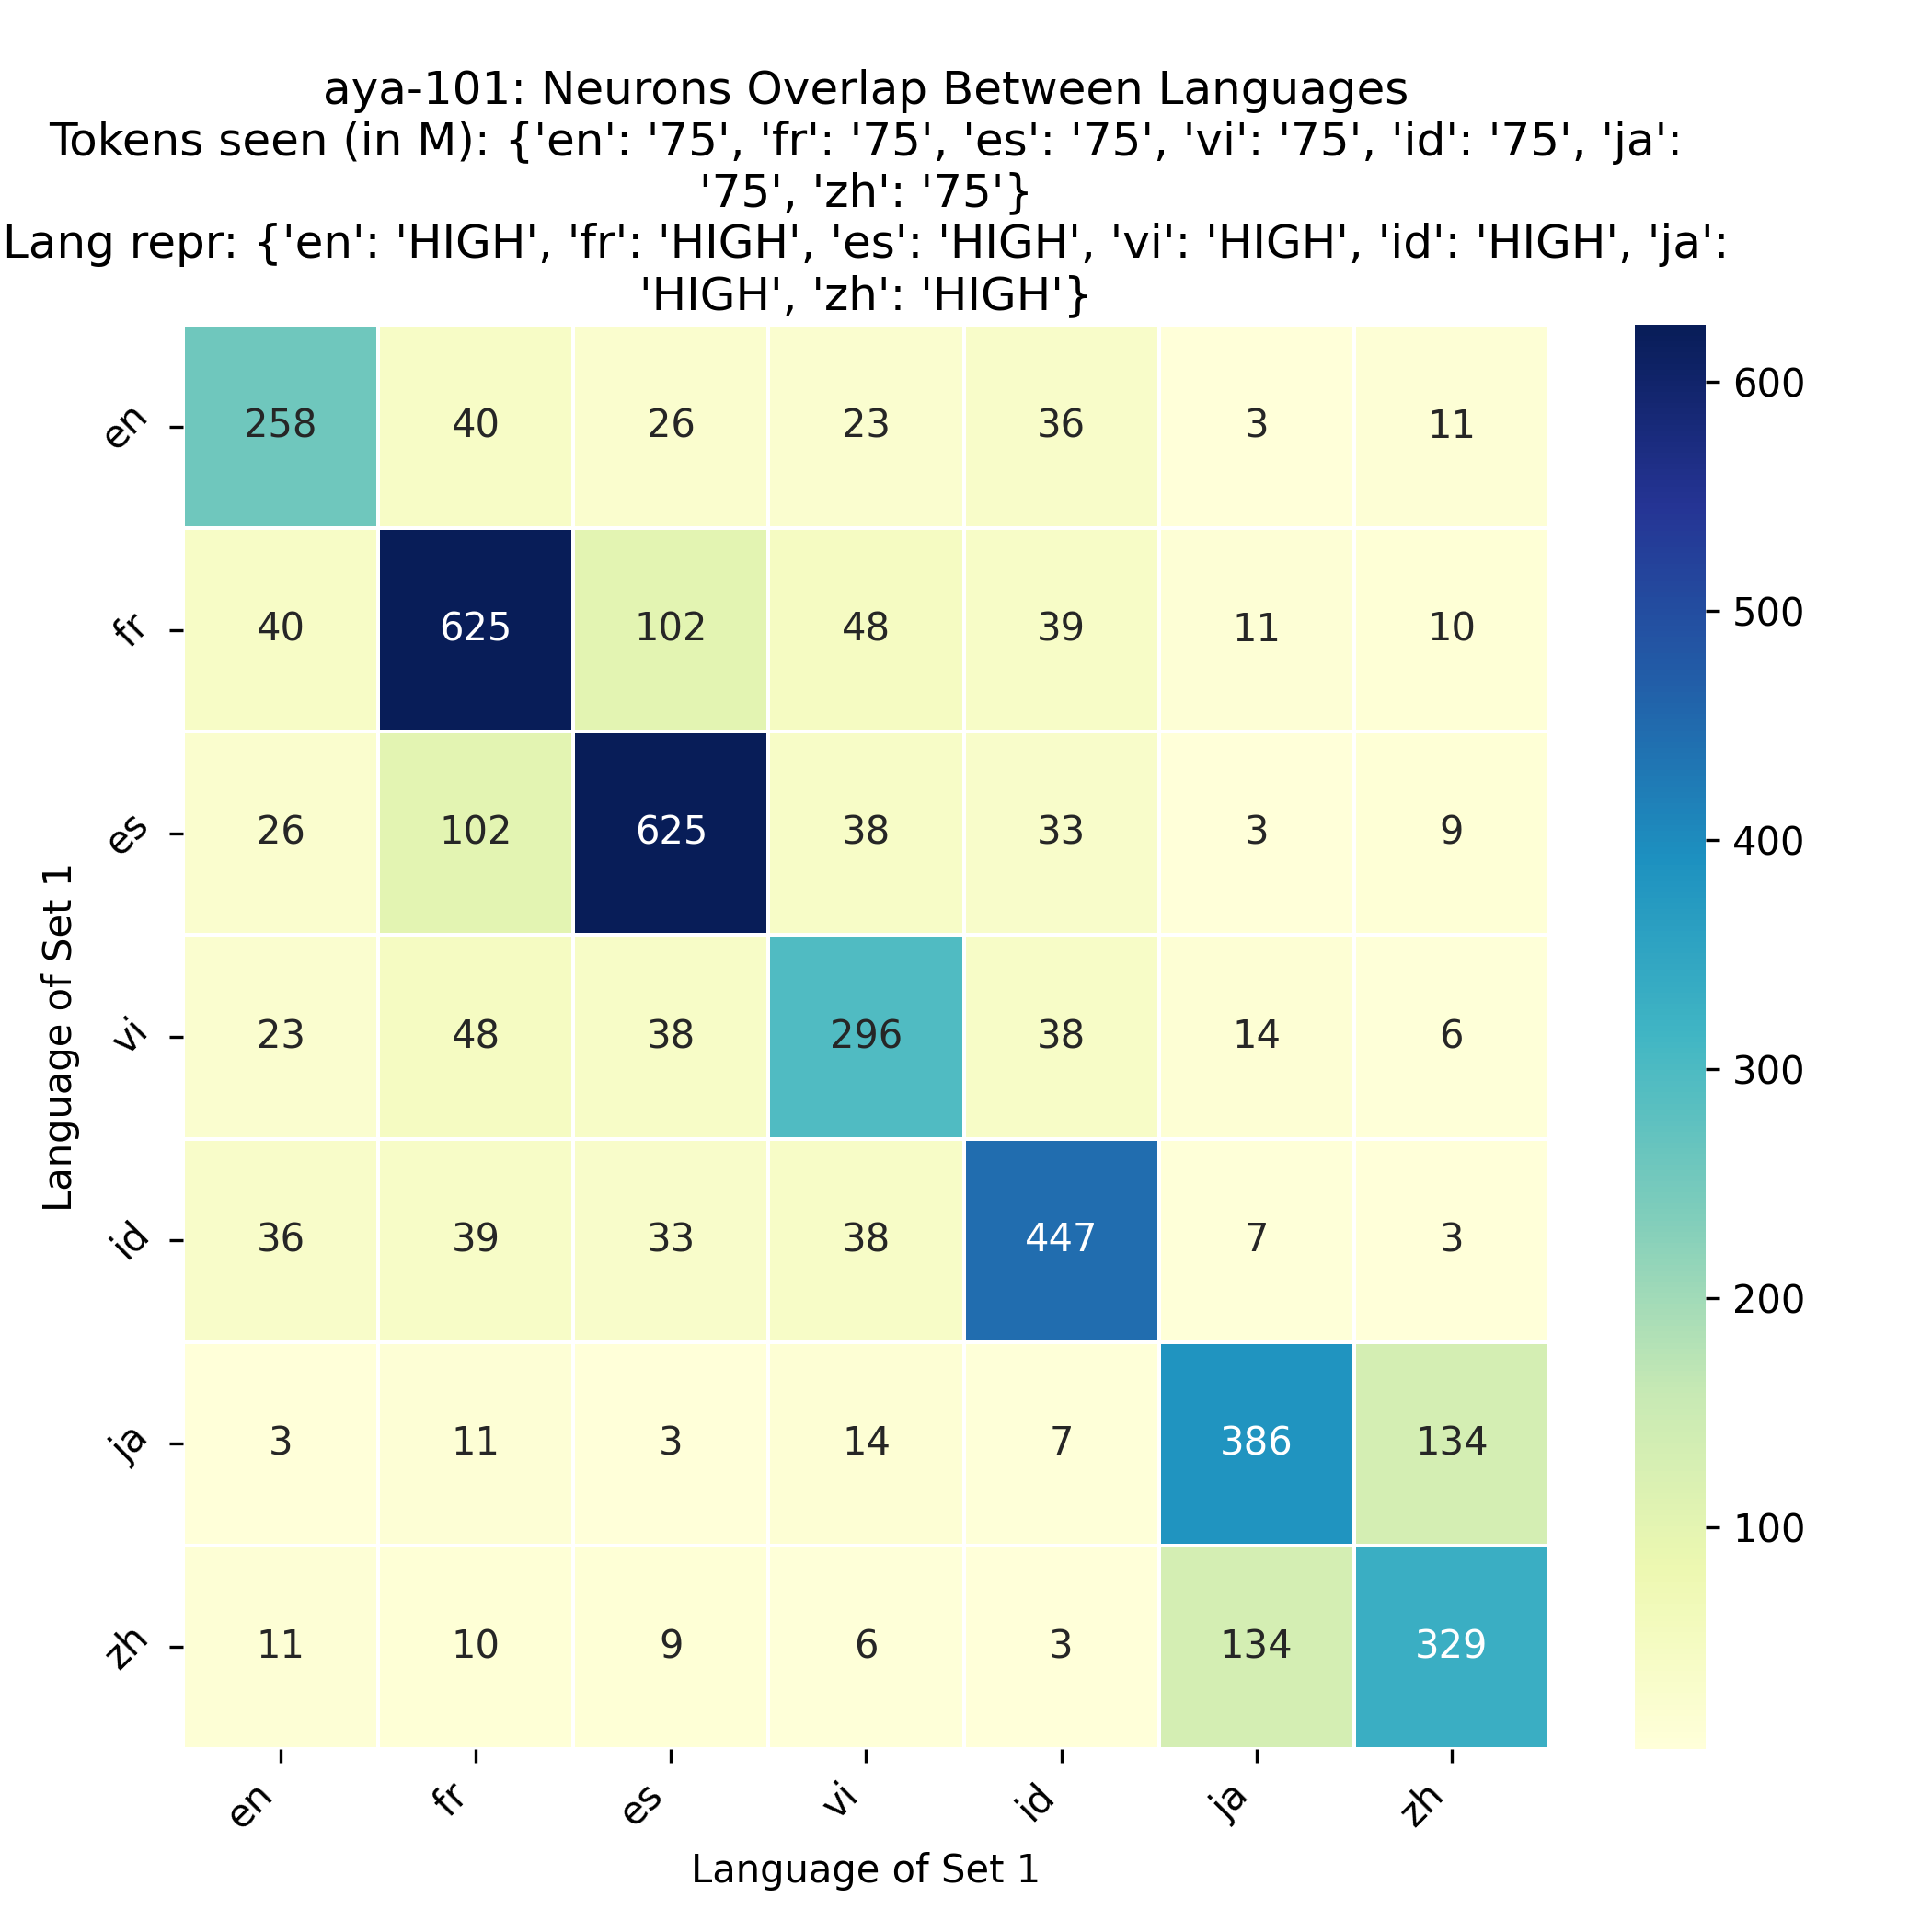 aya-101: Neurons Overlap Between Languages
Tokens seen (in M): {'en': '75', 'fr': '75', 'es': '75', 'vi': '75', 'id': '75', 'ja':
'75', 'zh': '75'}
Lang repr: {'en': 'HIGH', 'fr': 'HIGH', 'es': 'HIGH', 'vi': 'HIGH', 'id': 'HIGH', 'ja':
'HIGH', 'zh': 'HIGH'}
en 258 40 26 23 36 3 11
fr 40 625 102 48 39 11 10
es 26 102 625 38 33 3 9
vi 23 48 38 296 38 14 6
id 36 39 33 38 447 7 3
ja 3 11 3 14 7 386 134
zh 11 10 9 6 3 134 329
en fr es vi id ja zh
Language of Set 1
Language of Set 1
600
500
400
300
200
100